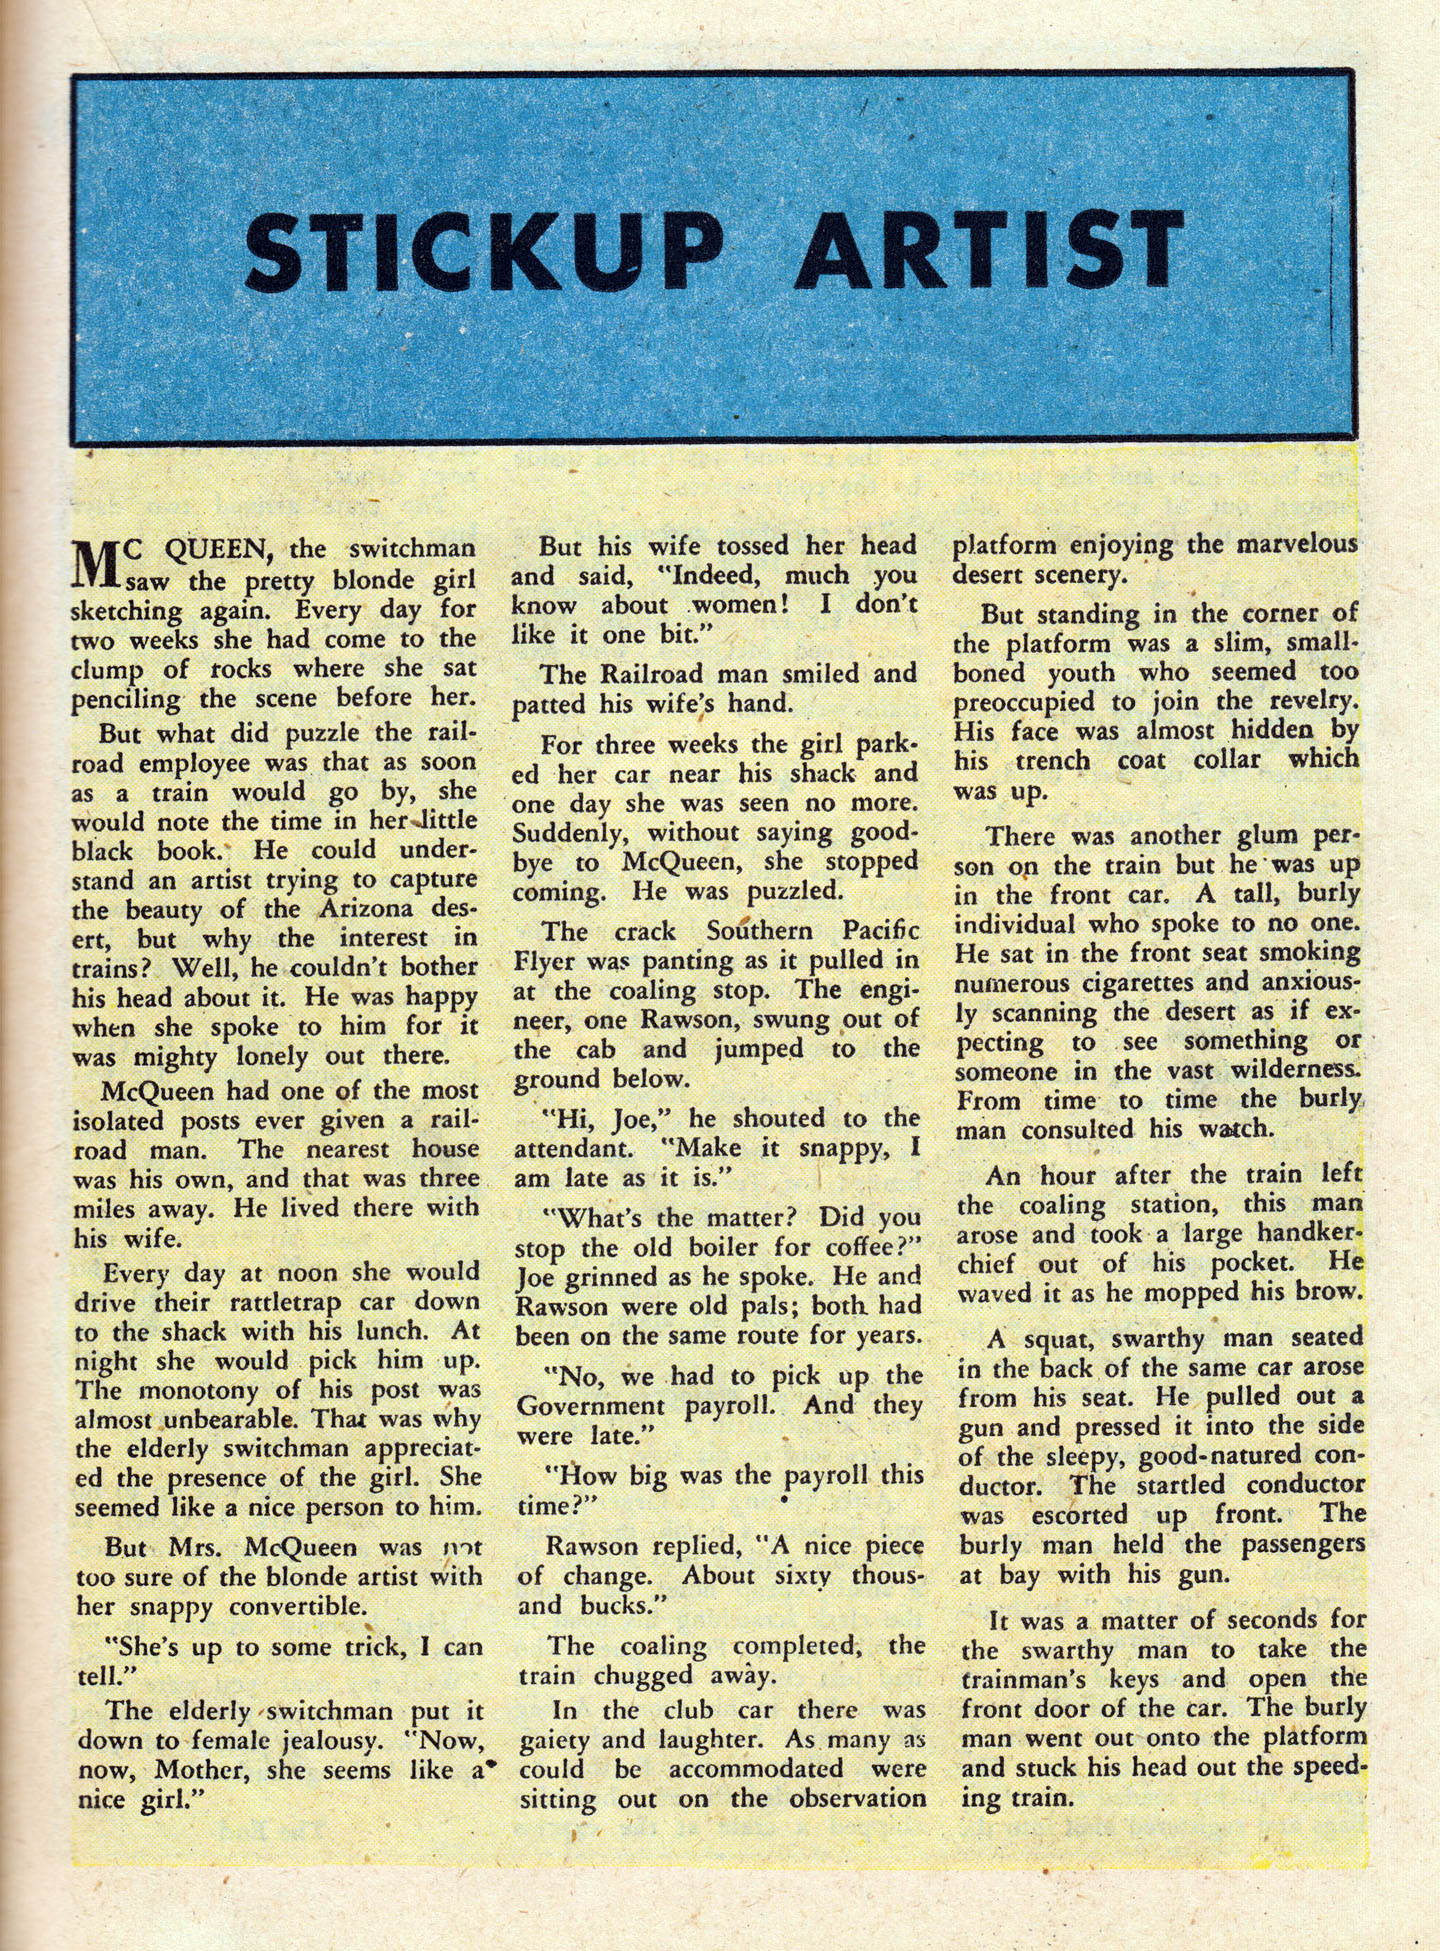 STICKUP ARTIST
MC QUEEN, the switchman
saw the pretty blonde girl
sketching again. Every day for
two weeks she had come to the
clump of rocks where she sat
penciling the scene before her.
But what did puzzle the rail-
road employee was that as soon
as a train would go by, she
would note the time in her little
black book. He could under-
stand an artist trying to capture
the beauty of the Arizona des-
ert, but why the interest in
trains? Well, he couldn't bother
his head about it. He was happy
when she spoke to him for it
was mighty lonely out there.
McQueen had one of the most
isolated posts ever given a rail-
road man. The nearest house
was his own, and that was three
miles away. He lived there with
his wife.
Every day at noon she would
drive their rattletrap car down
to the shack with his lunch. At
night she would pick him up.
The monotony of his post was
almost unbearable. That was why
the elderly switchman appreciat-
ed the presence of the girl. She
seemed like a nice person to him.
But Mrs. McQueen was not
too sure of the blonde artist with
her snappy convertible.
"She's up to some trick, I can
tell."
The elderly switchman put it
down to female jealousy. "Now,
now, Mother, she seems like a
nice girl."
But his wife tossed her head
and said, "Indeed, much you
know about women! I don't
like it one bit."
The Railroad man smiled and
patted his wife's hand.
For three weeks the girl park-
ed her car near his shack and
one day she was seen no more.
Suddenly, without saying good-
bye to McQueen, she stopped
coming. He was puzzled.
The crack Southern Pacific
Flyer was panting as it pulled in
at the coaling stop. The engi-
neer, one Rawson, swung out of
the cab and jumped to the
ground below.
"Hi, Joe," he shouted to the
attendant. "Make it snappy, I
am late as it is."
"What's the matter? Did you
stop the old boiler for coffee?"
Joe grinned as he spoke. He and
Rawson were old pals; both had
been on the same route for years.
"No, we had to pick up the
Government payroll. And they
were late."
"How big was the payroll this
time?"
Rawson replied, "A nice piece
of change. About sixty thous-
and bucks."
The coaling completed, the
train chugged away.
In the club car there was
gaiety and laughter. As many as
could be accommodated were
sitting out on the observation
platform enjoying the marvelous
desert scenery.
But standing in the corner of
the platform was a slim, small-
boned youth who seemed too
preoccupied to join the revelry.
His face was almost hidden by
his trench coat collar which
was up.
There was another glum per-
son on the train but he was up
in the front car. A tall, burly
individual who spoke to no one.
He sat in the front seat smoking
numerous cigarettes and anxious-
ly scanning the desert as if ex-
pecting to see something or
someone in the vast wilderness.
From time to time the burly
man consulted his watch.
An hour after the train left
the coaling station, this man
arose and took a large handker-
chief out of his pocket. He
waved it as he mopped his brow.
A squat, swarthy man seated
in the back of the same car arose
from his seat. He pulled out a
gun and pressed it into the side
of the sleepy, good-natured con-
ductor. The startled conductor
was escorted up front. The
burly man held the passengers
at bay with his gun.
It was a matter of seconds for
the swarthy man to take the
trainman's keys and open the
front door of the car. The burly
man went out onto the platform
and stuck his head out the speed-
ing train.